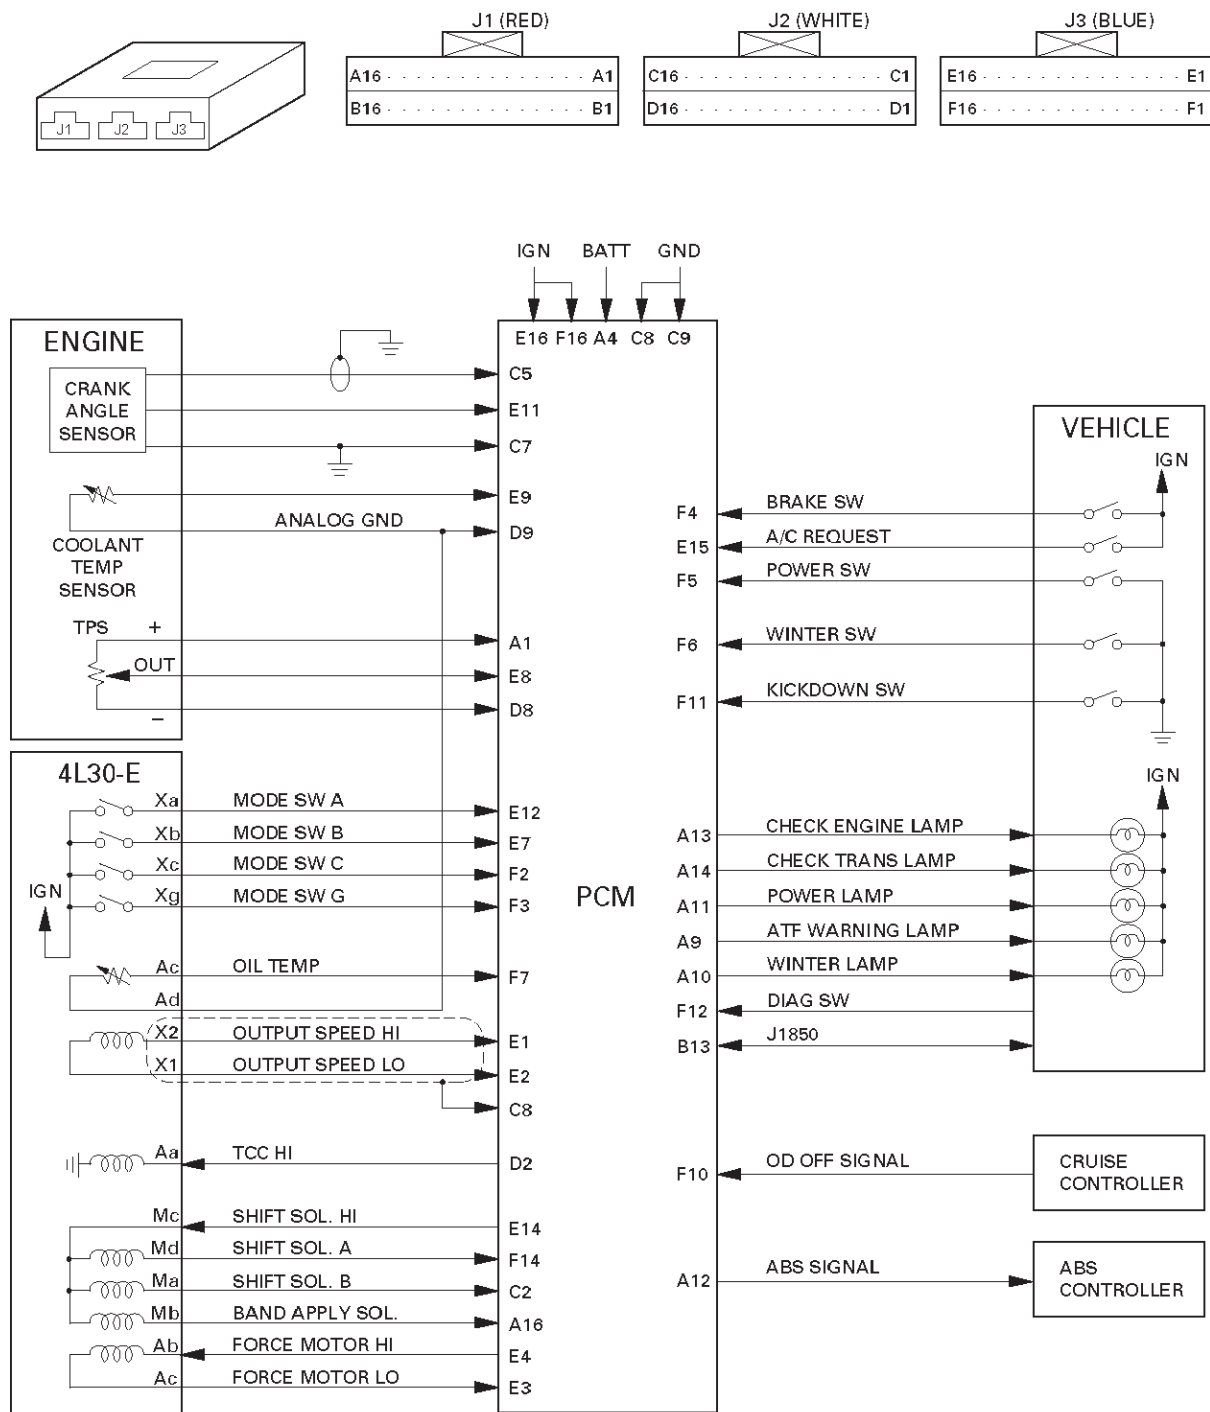 J1 (RED)
J2 (WHITE)
J3 (BLUE)
A16 A1
B16 B1
C16 C1
D16 D1
E16 E1
F16 F1
J1 J2 J3
IGN BATT GND
E16 F16 A4 C8 C9
ENGINE
CRANK
ANGLE
SENSOR
C5
E11
C7
E9
ANALOG GND
D9
COOLANT
TEMP
SENSOR
TPS +
A1
OUT
E8
D8
–
4L30-E
IGN
Xa MODE SW A E12
Xb MODE SW B E7
Xc MODE SW C F2
Xg MODE SW G F3
Ac OIL TEMP F7
Ad
X2 OUTPUT SPEED HI E1
X1 OUTPUT SPEED LO E2
C8
Aa TCC HI D2
Mc SHIFT SOL. HI E14
Md SHIFT SOL. A F14
Ma SHIFT SOL. B C2
Mb BAND APPLY SOL. A16
Ab FORCE MOTOR HI E4
Ac FORCE MOTOR LO E3
PCM
VEHICLE
IGN
F4 BRAKE SW
E15 A/C REQUEST
F5 POWER SW
F6 WINTER SW
F11 KICKDOWN SW
IGN
A13 CHECK ENGINE LAMP
A14 CHECK TRANS LAMP
A11 POWER LAMP
A9 ATF WARNING LAMP
A10 WINTER LAMP
F12 DIAG SW
B13 J1850
F10 OD OFF SIGNAL
CRUISE
CONTROLLER
A12 ABS SIGNAL
ABS
CONTROLLER